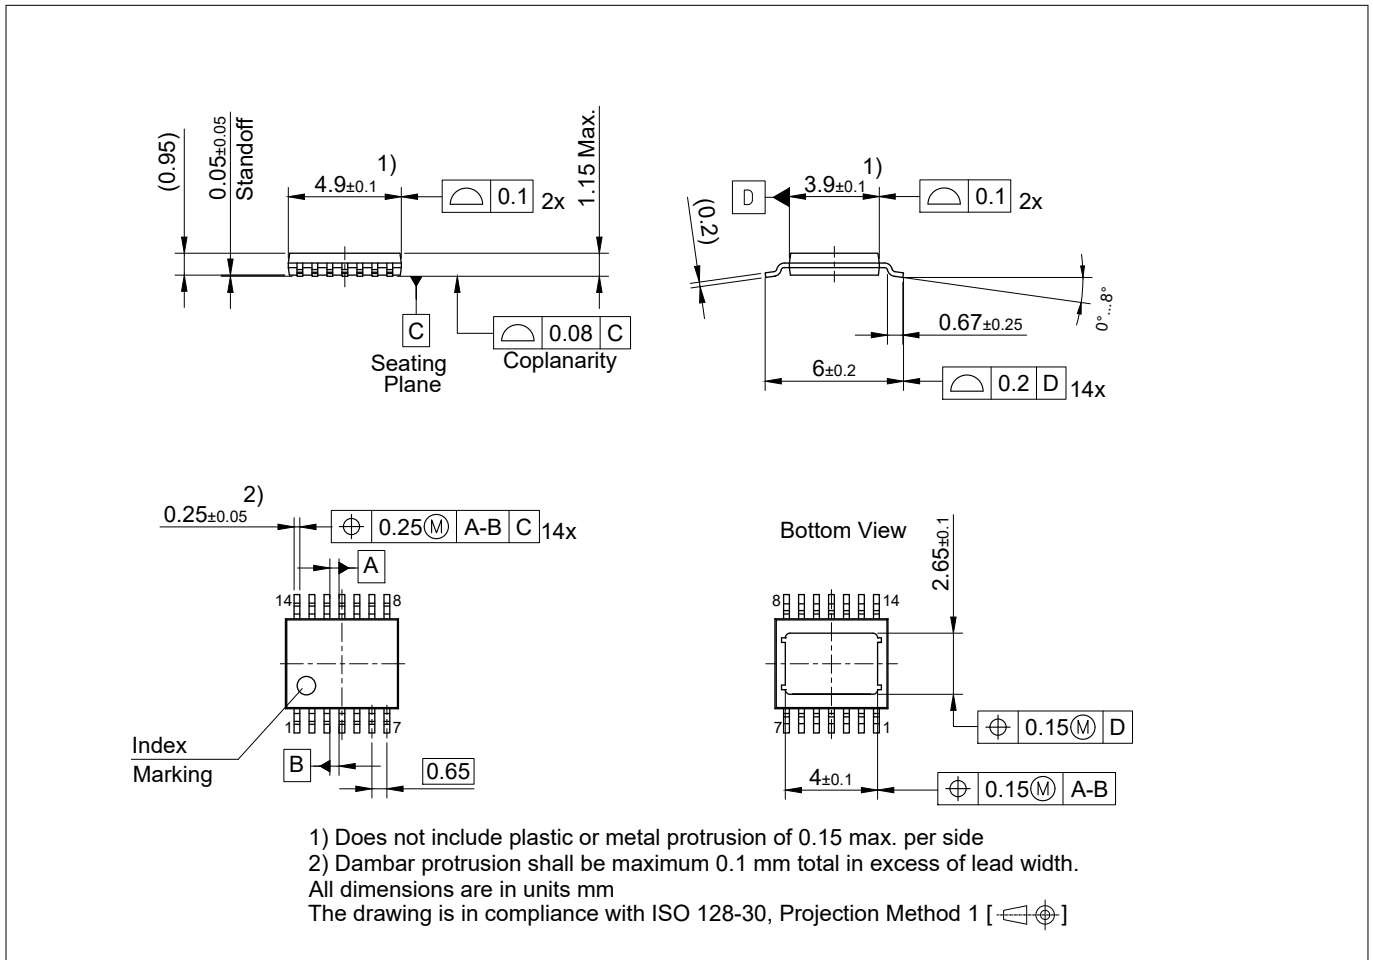 (0.95)
0.05±0.05
Standoff
1)
4.9±0.1
0.1 2x
1.15 Max.
C
Seating
Plane
0.08 C
Coplanarity
1)
D
3.9±0.1
0.1 2x
(0.2)
0°...8°
0.67±0.25
6±0.2
0.2 D 14x
2)
0.25±0.05
0.25Ⓜ A-B C 14x
A
14 8
1 7
Index
Marking
B
0.65
Bottom View
2.65±0.1
8 14
7 1
0.15Ⓜ D
4±0.1
0.15Ⓜ A-B
1) Does not include plastic or metal protrusion of 0.15 max. per side
2) Dambar protrusion shall be maximum 0.1 mm total in excess of lead width.
All dimensions are in units mm
The drawing is in compliance with ISO 128-30, Projection Method 1 [ ]